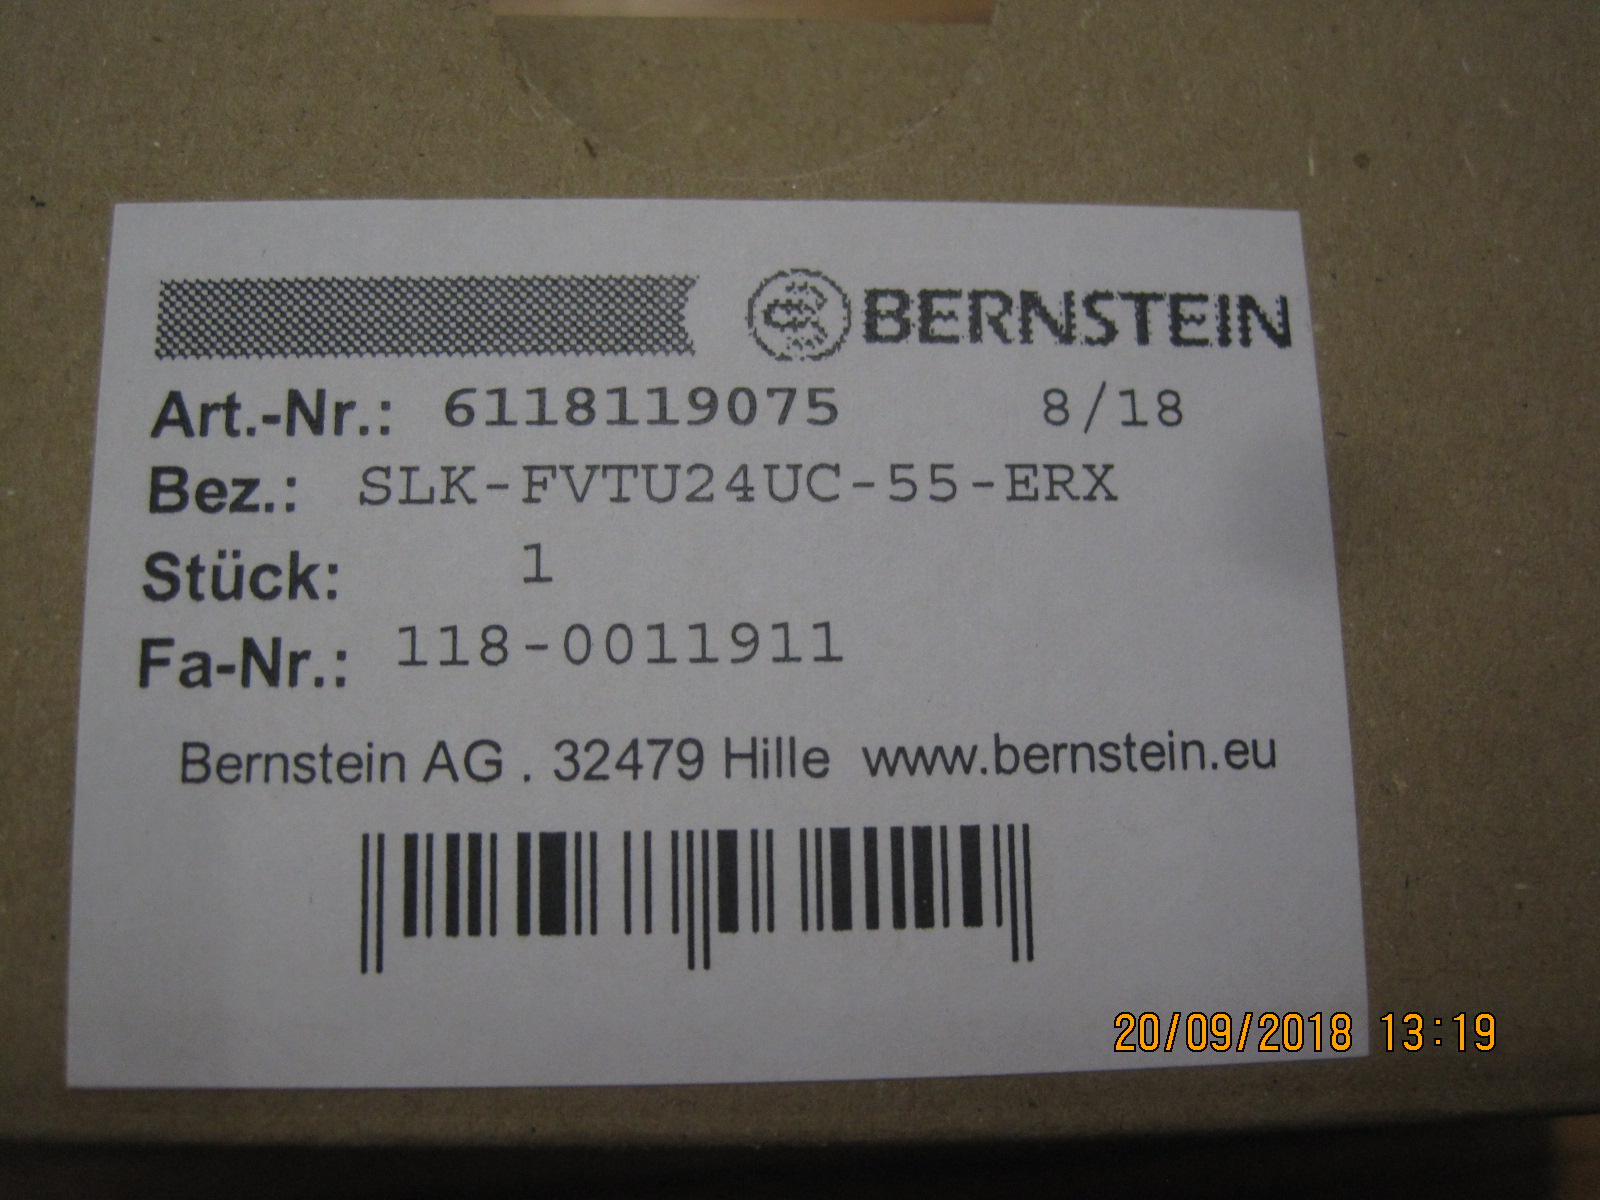 BERNSTEIN
Art.-Nr.: 6118119075 8/18
Bez.: SLK-FVTU24UC-55-ERX
Stück: 1
Fa-Nr.: 118-0011911
Bernstein AG . 32479 Hille www.bernstein.eu
20/09/2018 13:19